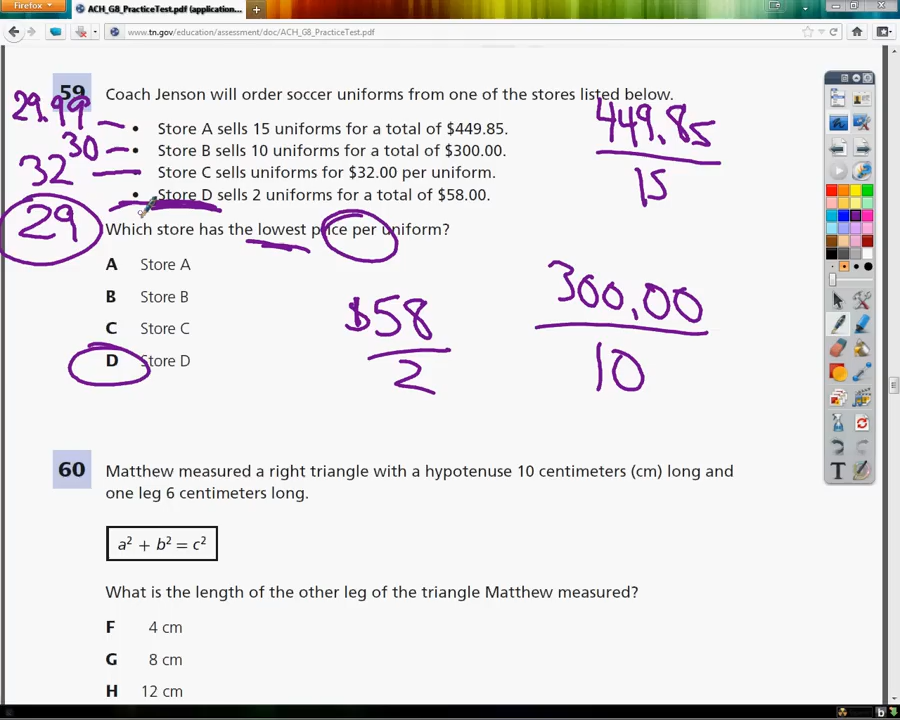 Firefox
ACH_G8_PracticeTest.pdf (application...
www.tn.gov/education/assessment/doc/ACH_G8_PracticeTest.pdf
59 Coach Jenson will order soccer uniforms from one of the stores listed below.
29.99 • Store A sells 15 uniforms for a total of $449.85.
30 • Store B sells 10 uniforms for a total of $300.00.
32 • Store C sells uniforms for $32.00 per uniform.
29 • Store D sells 2 uniforms for a total of $58.00.
449.85
15
Which store has the lowest price per uniform?
A Store A
B Store B
C Store C
D Store D
$58
2
300.00
10
60 Matthew measured a right triangle with a hypotenuse 10 centimeters (cm) long and
one leg 6 centimeters long.
a² + b² = c²
What is the length of the other leg of the triangle Matthew measured?
F 4 cm
G 8 cm
H 12 cm
T
b